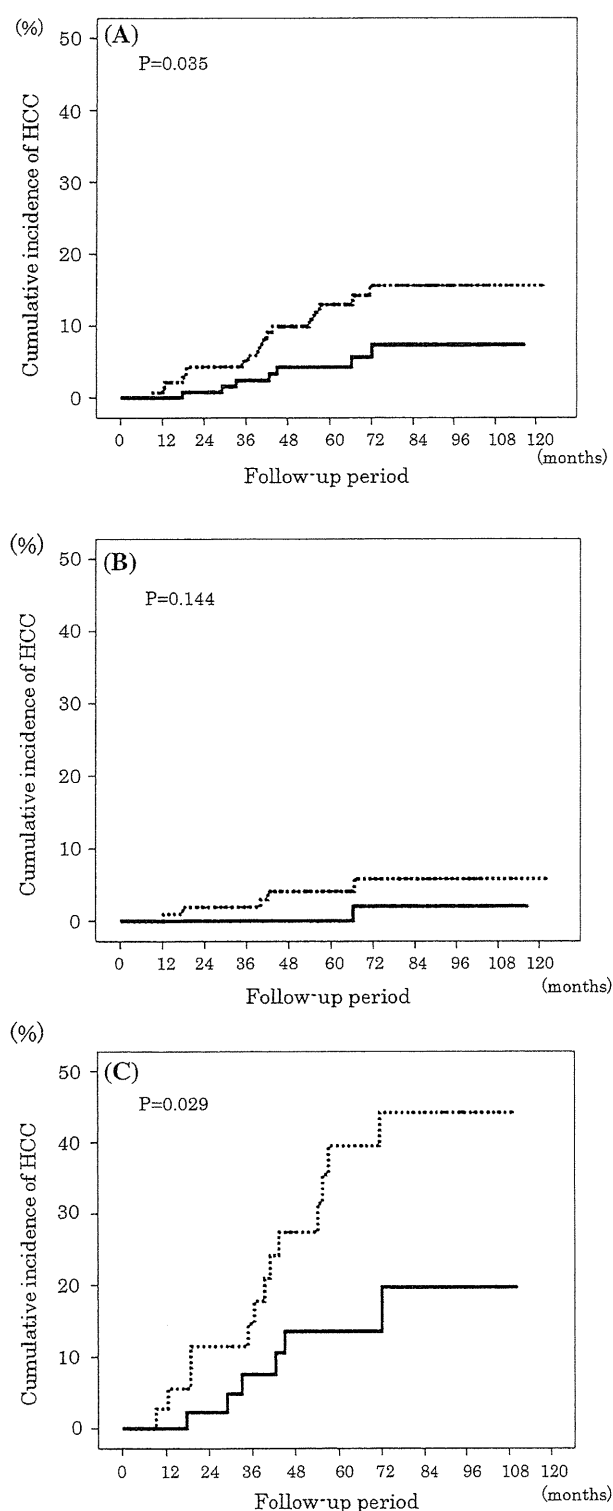 (%)
(A)
P=0.035
50
40
30
20
10
0
Cumulative incidence of HCC
0 12 24 36 48 60 72 84 96 108 120
(months)
Follow-up period
(%)
(B)
P=0.144
50
40
30
20
10
0
Cumulative incidence of HCC
0 12 24 36 48 60 72 84 96 108 120
(months)
Follow-up period
(%)
(C)
P=0.029
50
40
30
20
10
0
Cumulative incidence of HCC
0 12 24 36 48 60 72 84 96 108 120
(months)
Follow-up period